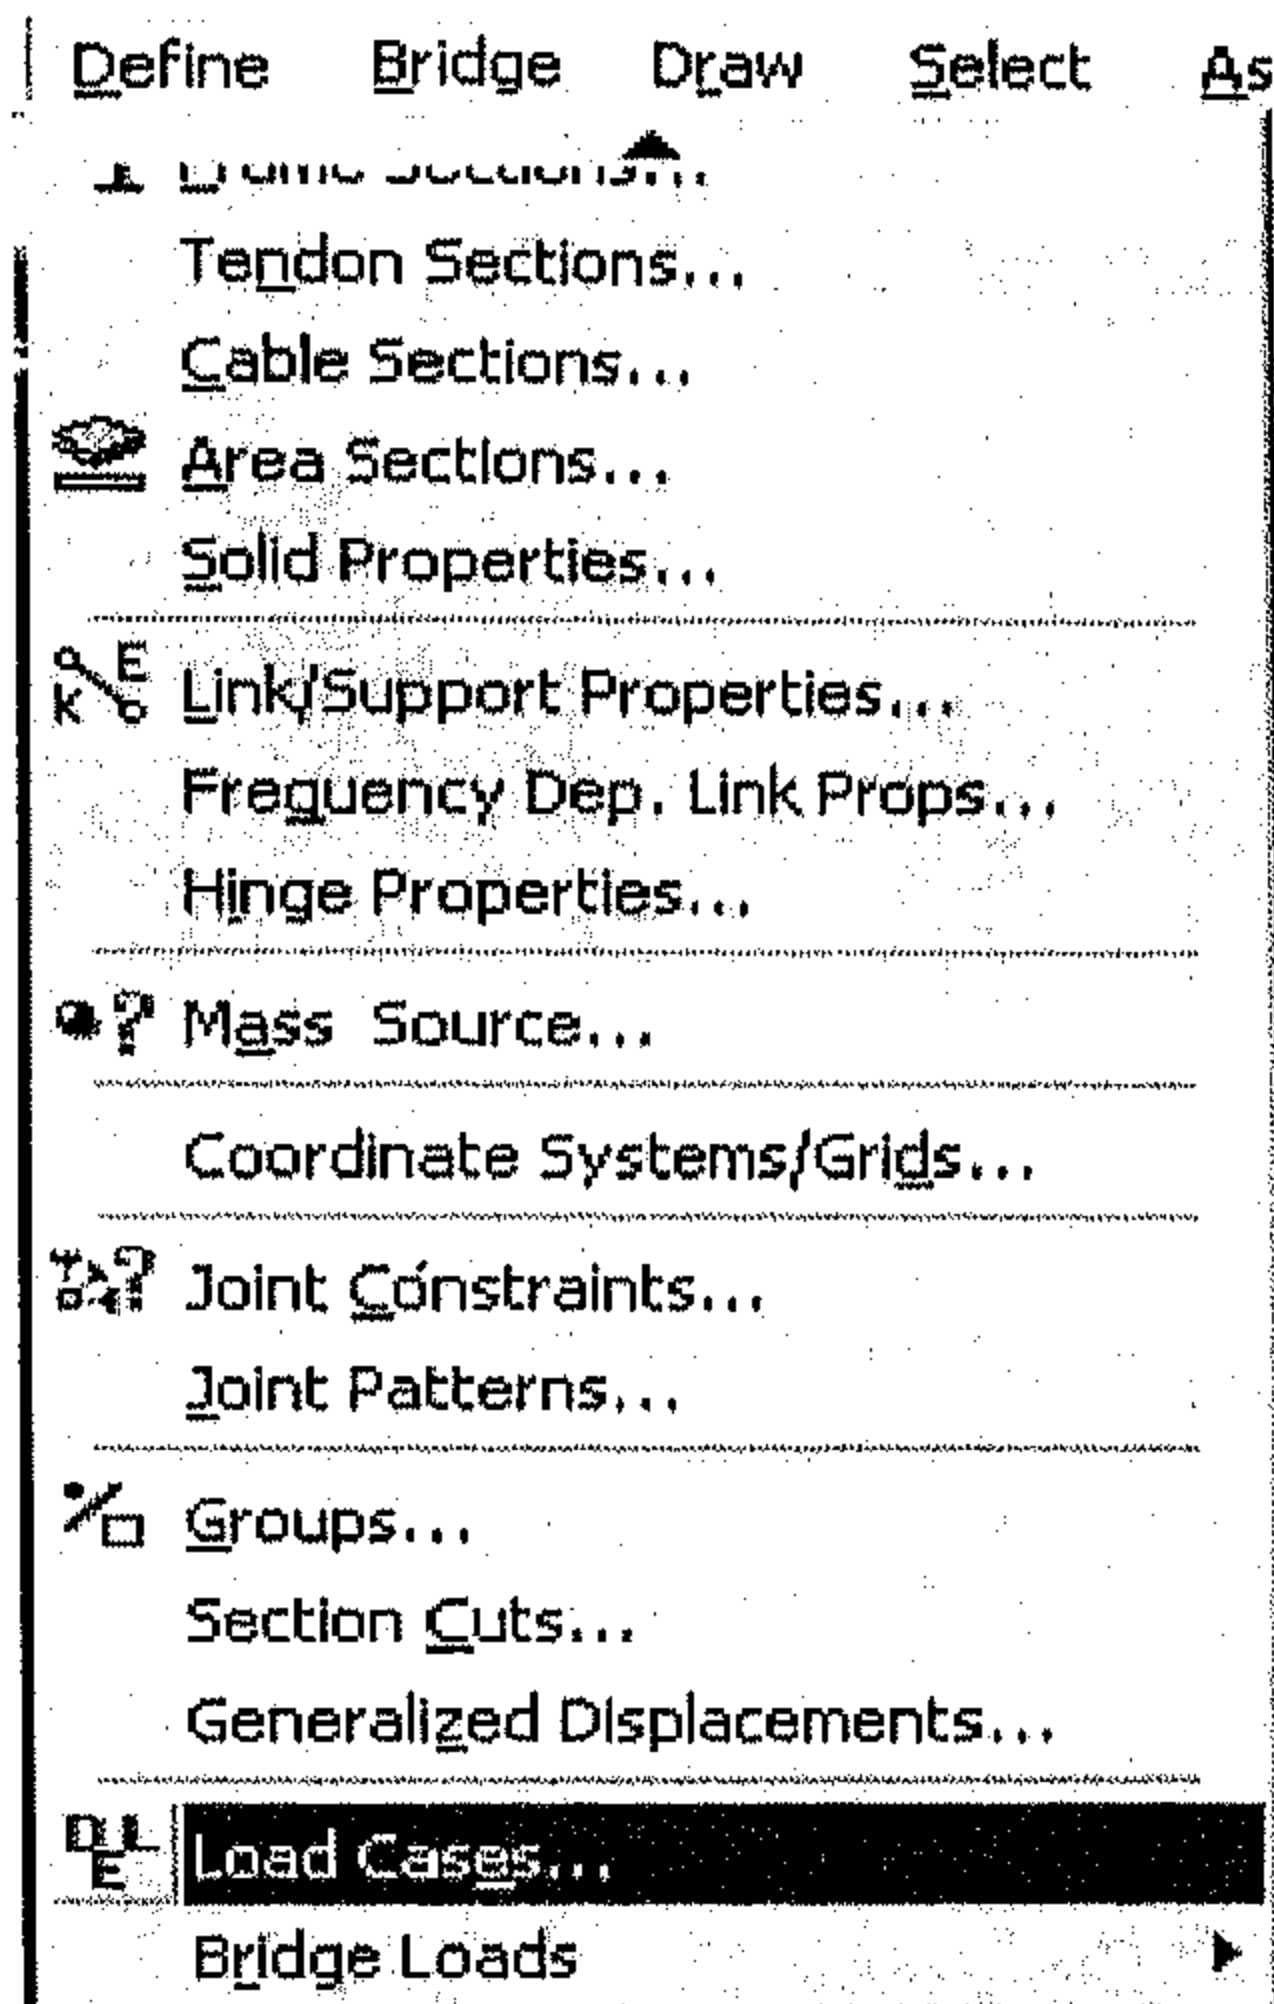 Define Bridge Draw Select As
Sections...
Tendon Sections...
Cable Sections...
Area Sections...
Solid Properties...
K E Link/Support Properties...
Frequency Dep. Link Props...
Hinge Properties...
? Mass Source...
Coordinate Systems/Grids...
? Joint Constraints...
Joint Patterns...
Groups...
Section Cuts...
Generalized Displacements...
D L E Load Cases...
Bridge Loads